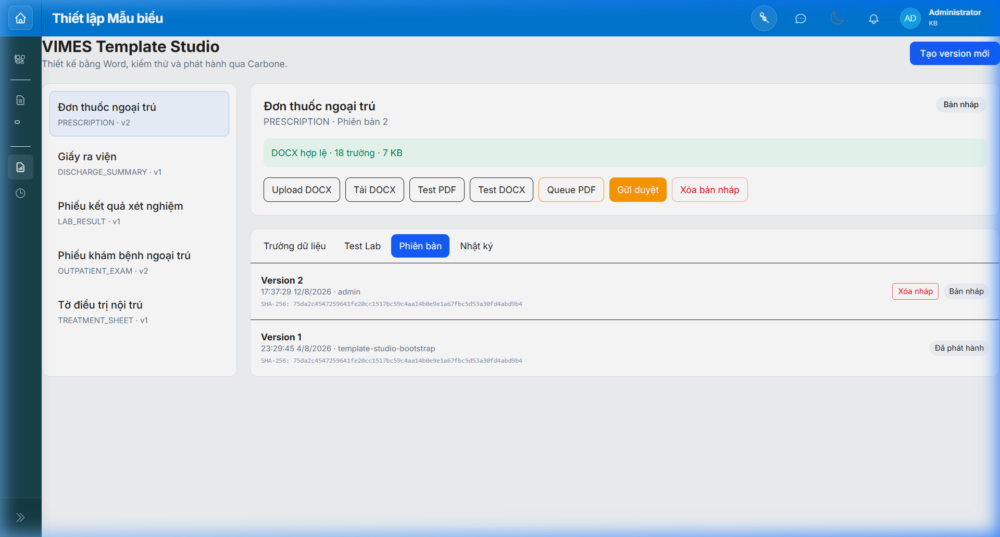 Thiết lập Mẫu biểu
AD
Administrator
KB
VIMES Template Studio
Thiết kế bằng Word, kiểm thử và phát hành qua Carbone.
Tạo version mới
Đơn thuốc ngoại trú
PRESCRIPTION · v2
Giấy ra viện
DISCHARGE_SUMMARY · v1
Phiếu kết quả xét nghiệm
LAB_RESULT · v1
Phiếu khám bệnh ngoại trú
OUTPATIENT_EXAM · v2
Tờ điều trị nội trú
TREATMENT_SHEET · v1
Đơn thuốc ngoại trú
Bản nháp
PRESCRIPTION · Phiên bản 2
DOCX hợp lệ · 18 trường · 7 KB
Upload DOCX
Tải DOCX
Test PDF
Test DOCX
Queue PDF
Gửi duyệt
Xóa bản nháp
Trường dữ liệu
Test Lab
Phiên bản
Nhật ký
Version 2
17:37:29 12/8/2026 · admin
SHA-256: 75da2c4547259641fe20cc1517bc59c4aa14b0e9e1a67fbc5d53a30fd4abd9b4
Xóa nháp
Bản nháp
Version 1
23:29:45 4/8/2026 · template-studio-bootstrap
SHA-256: 75da2c4547259641fe20cc1517bc59c4aa14b0e9e1a67fbc5d53a30fd4abd9b4
Đã phát hành